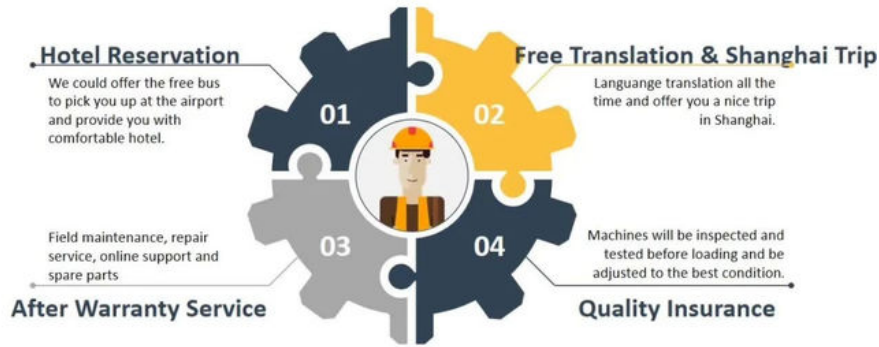 Hotel Reservation
We could offer the free bus
to pick you up at the airport
and provide you with
comfortable hotel.
01
Free Translation & Shanghai Trip
Languange translation all the
time and offer you a nice trip
in Shanghai.
02
03
Field maintenance, repair
service, online support and
spare parts
After Warranty Service
04
Machines will be inspected and
tested before loading and be
adjusted to the best condition.
Quality Insurance